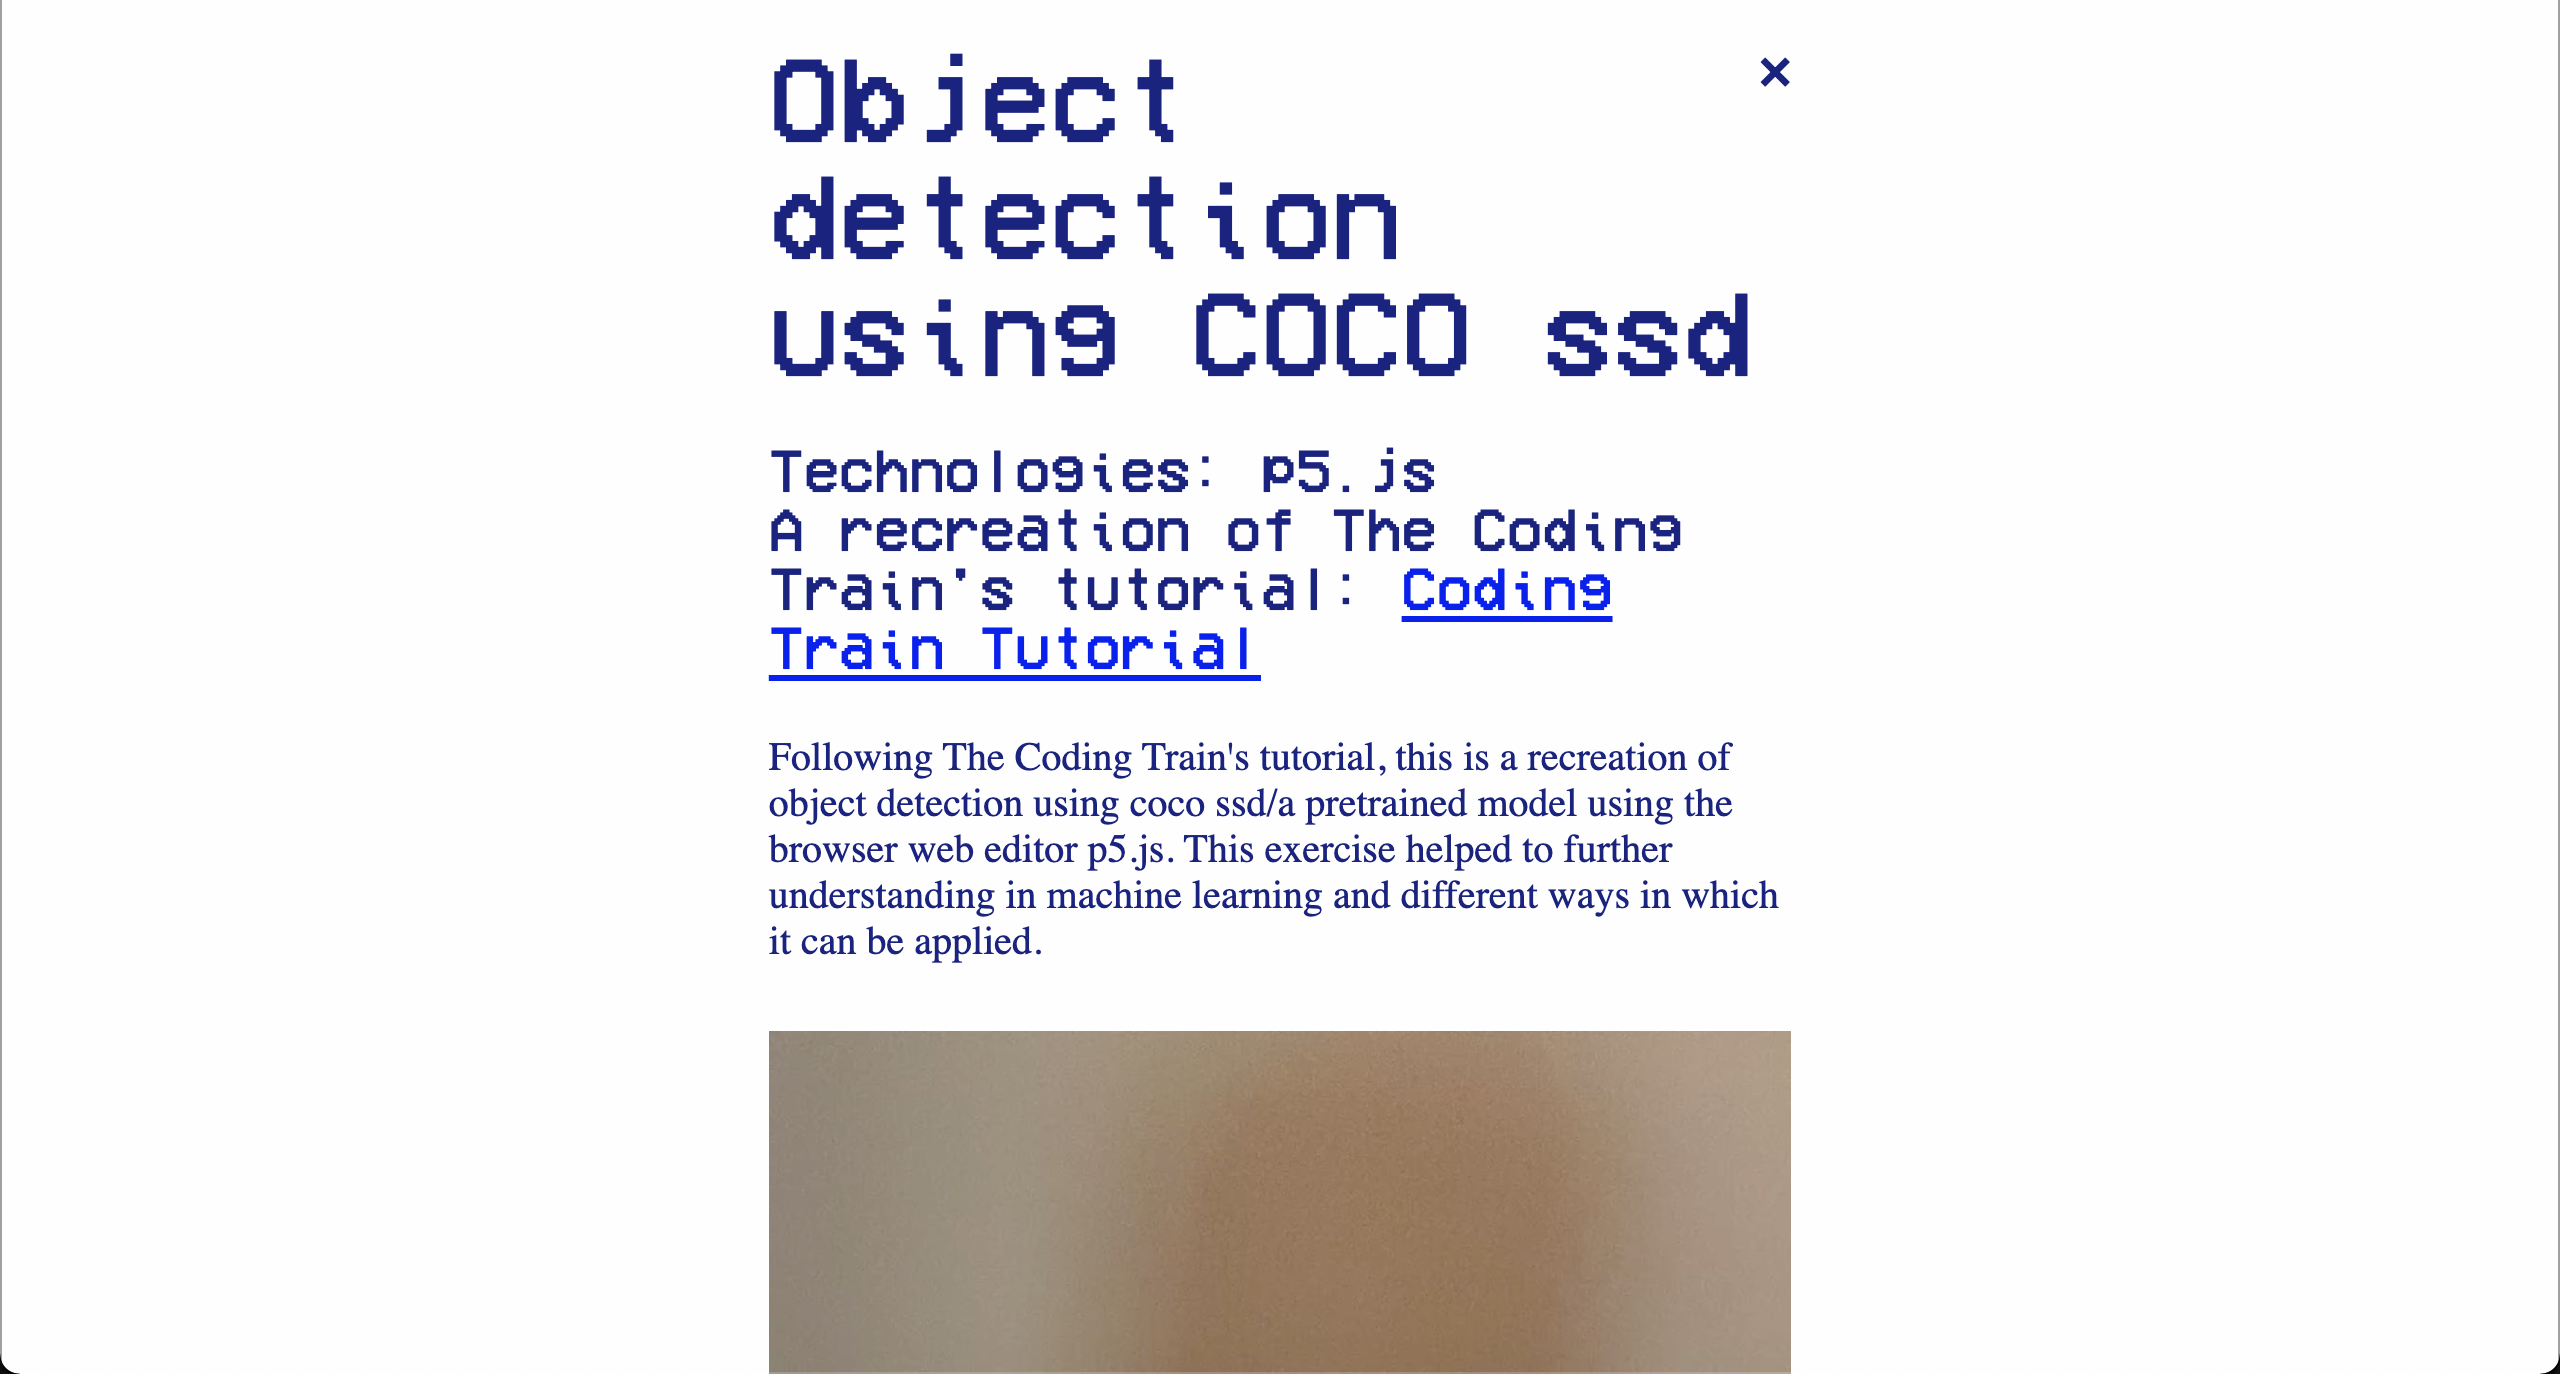 Object
detection
using COCO ssd
Technologies: p5.js
A recreation of The Coding
Train's tutorial: Coding
Train Tutorial
Following The Coding Train's tutorial, this is a recreation of
object detection using coco ssd/a pretrained model using the
browser web editor p5.js. This exercise helped to further
understanding in machine learning and different ways in which
it can be applied.